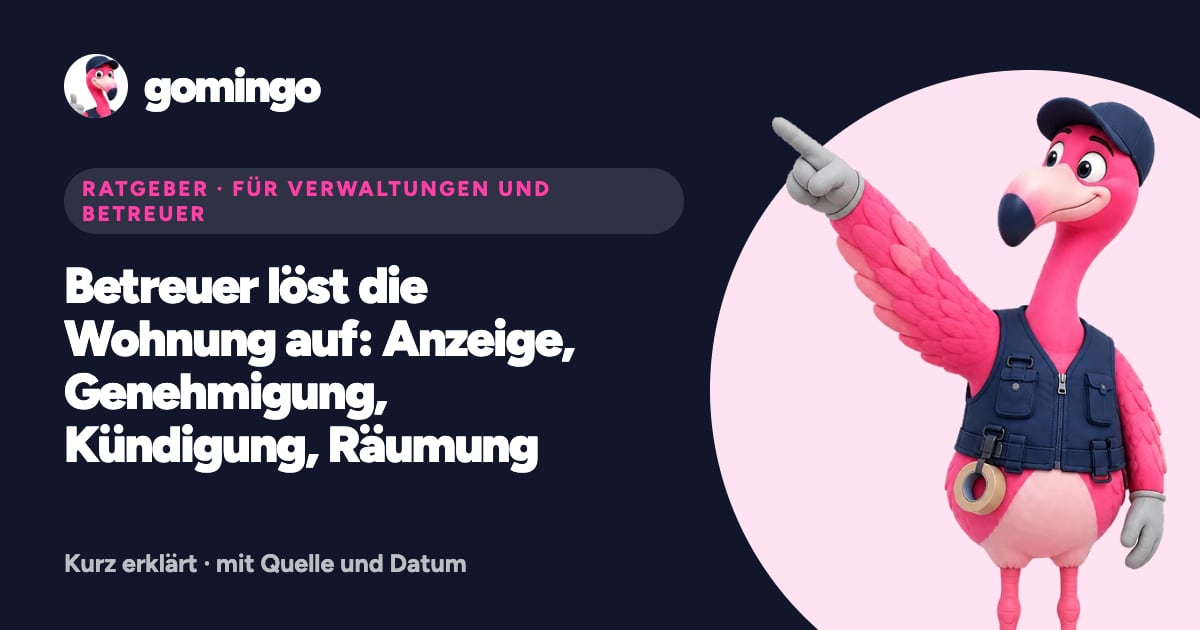 gomingo
RATGEBER · FÜR VERWALTUNGEN UND
BETREUER
Betreuer löst die
Wohnung auf: Anzeige,
Genehmigung,
Kündigung, Räumung
Kurz erklärt · mit Quelle und Datum